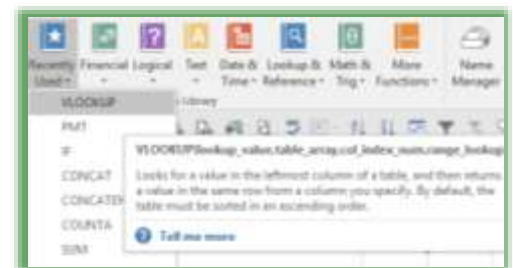 Recently Financial Logical Text Date & Lookup & Math & More Name
Used Time Reference Trig Functions Manager
VLOOKUP Library
PMT
IF VLOOKUP(lookup_value,table_array,col_index_num,range_lookup
CONCAT Looks for a value in the leftmost column of a table, and then returns
CONCATEN a value in the same row from a column you specify. By default, the
table must be sorted in an ascending order.
COUNTA
Tell me more
SUM